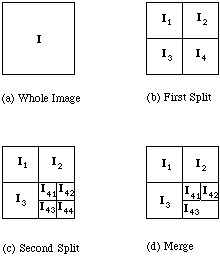 I
I1 I2
I3 I4
(a) Whole Image
(b) First Split
I1 I2
I3
I41 I42
I43 I44
I1 I2
I3
I41 I42
I43
(c) Second Split
(d) Merge